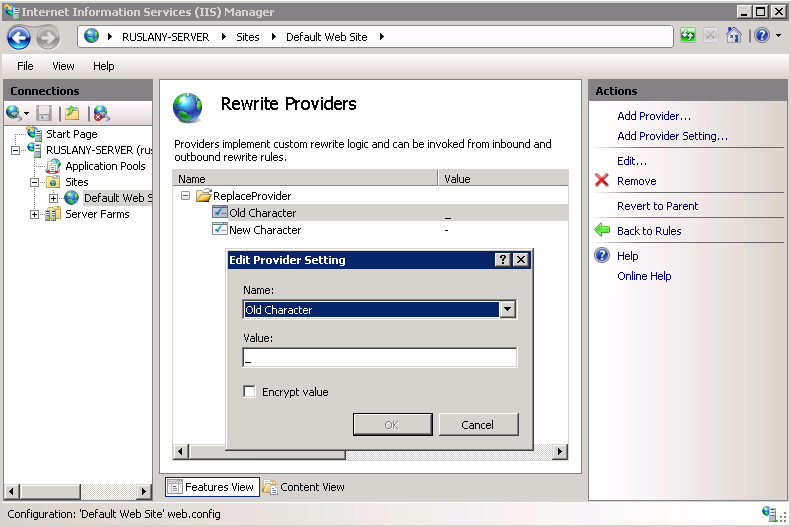 Internet Information Services (IIS) Manager
RUSLANY-SERVER Sites Default Web Site
File View Help
Connections
Start Page
RUSLANY-SERVER (rus
Application Pools
Sites
Default Web S
Server Farms
Rewrite Providers
Providers implement custom rewrite logic and can be invoked from inbound and
outbound rewrite rules.
Name Value
ReplaceProvider
Old Character _
New Character -
Edit Provider Setting
Name:
Old Character
Value:
_
Encrypt value
OK Cancel
Features View Content View
Actions
Add Provider...
Add Provider Setting...
Edit...
Remove
Revert to Parent
Back to Rules
Help
Online Help
Configuration: 'Default Web Site' web.config